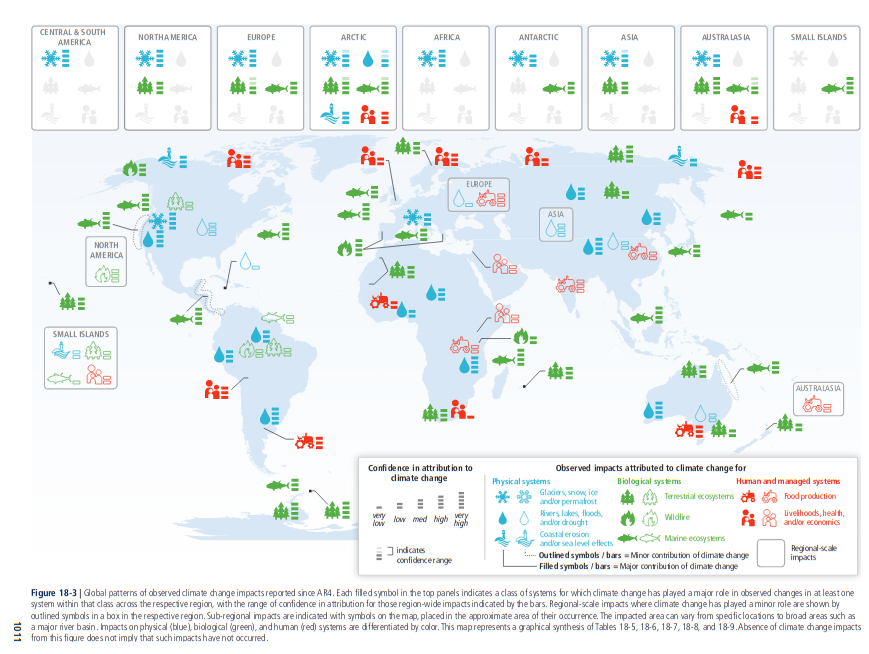 CENTRAL & SOUTH
AMERICA
NORTH AMERICA
EUROPE
ARCTIC
AFRICA
ANTARCTIC
ASIA
AUSTRALASIA
SMALL ISLANDS
EUROPE
ASIA
NORTH
AMERICA
SMALL ISLANDS
AUSTRALASIA
Confidence in attribution to
climate change
very
low
low
med
high
very
high
indicates
confidence range
Observed impacts attributed to climate change for
Physical systems
Glaciers, snow, ice
and/or permafrost
Rivers, lakes, floods,
and/or drought
Coastal erosion
and/or sea level effects
Biological systems
Terrestrial ecosystems
Wildfire
Marine ecosystems
Human and managed systems
Food production
Livelihoods, health,
and/or economics
Outlined symbols / bars = Minor contribution of climate change
Filled symbols / bars = Major contribution of climate change
Regional-scale
impacts
Figure 18-3 | Global patterns of observed climate change impacts reported since AR4. Each filled symbol in the top panels indicates a class of systems for which climate change has played a major role in observed changes in at least one
system within that class across the respective region, with the range of confidence in attribution for those region-wide impacts indicated by the bars. Regional-scale impacts where climate change has played a minor role are shown by
outlined symbols in a box in the respective region. Sub-regional impacts are indicated with symbols on the map, placed in the approximate area of their occurrence. The impacted area can vary from specific locations to broad areas such as
a major river basin. Impacts on physical (blue), biological (green), and human (red) systems are differentiated by color. This map represents a graphical synthesis of Tables 18-5, 18-6, 18-7, 18-8, and 18-9. Absence of climate change impacts
from this figure does not imply that such impacts have not occurred.
1011